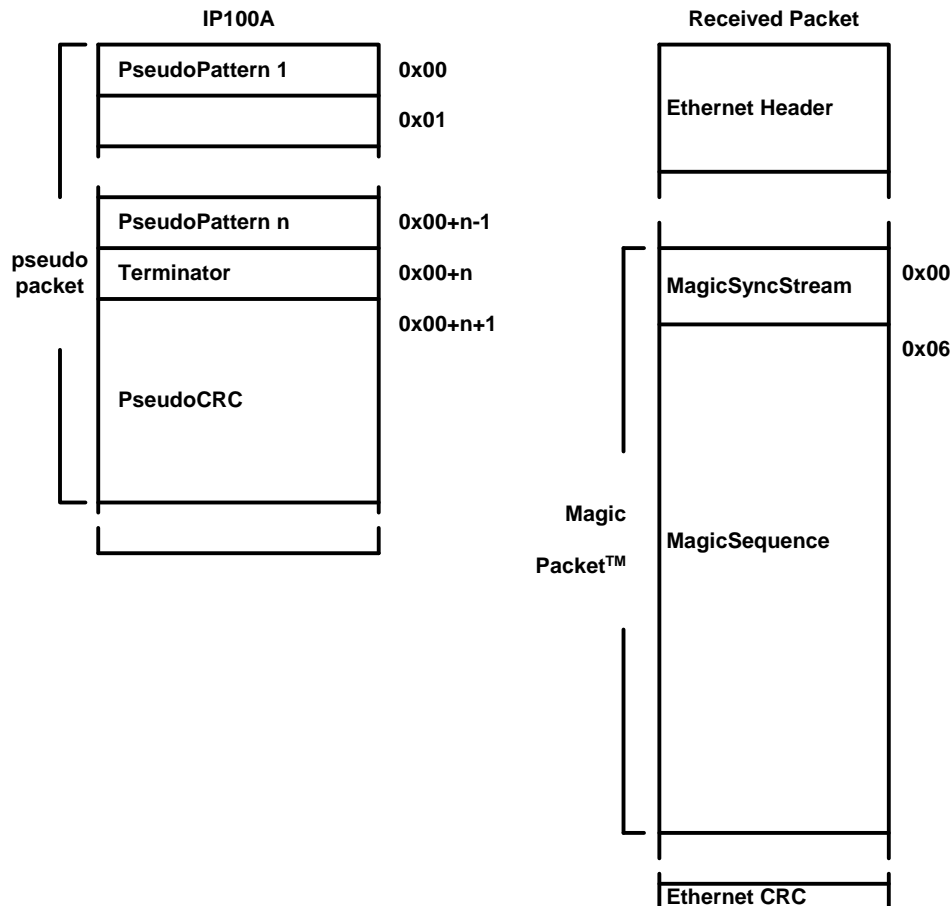 IP100A
PseudoPattern 1
0x00
0x01
PseudoPattern n
0x00+n-1
pseudo
packet
Terminator
0x00+n
0x00+n+1
PseudoCRC
Received Packet
Ethernet Header
MagicSyncStream
0x00
0x06
Magic
Packet™
MagicSequence
Ethernet CRC